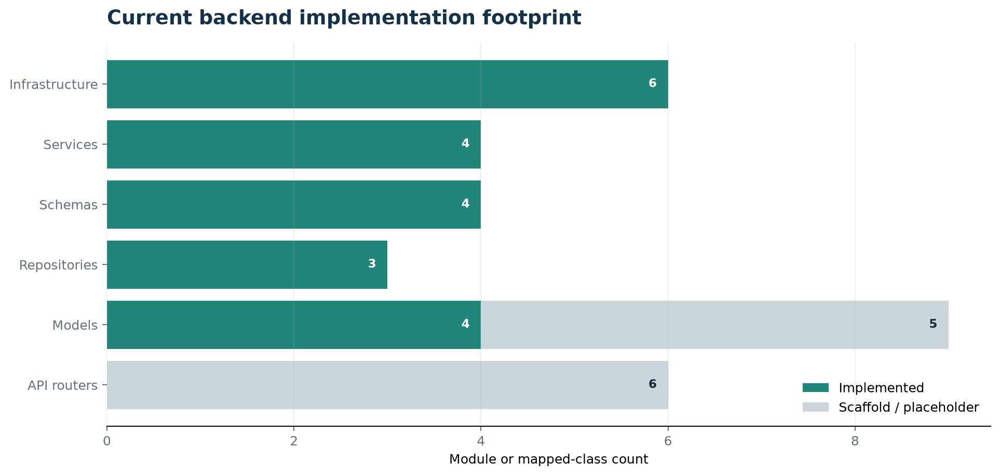 Current backend implementation footprint
Infrastructure
6
Services
4
Schemas
4
Repositories
3
Models
4
5
API routers
6
Implemented
Scaffold / placeholder
0
2
4
6
8
Module or mapped-class count